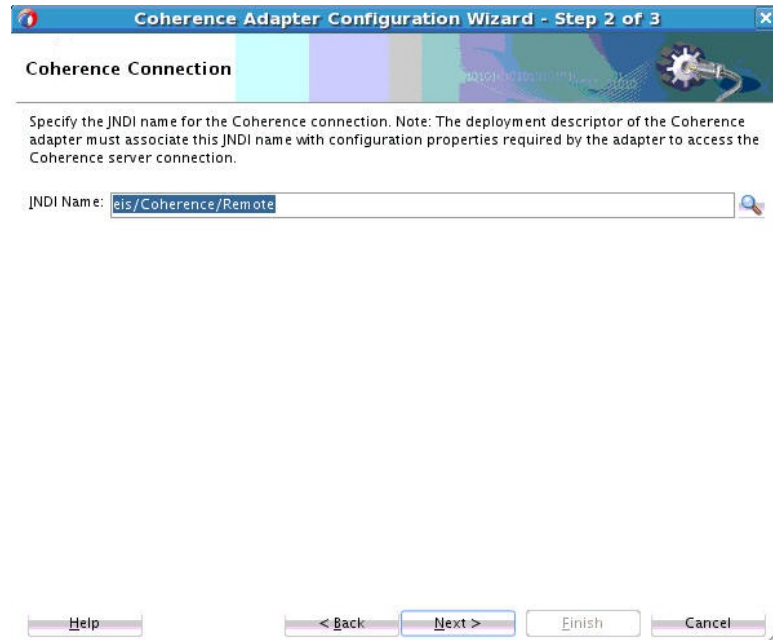 Coherence Adapter Configuration Wizard - Step 2 of 3
Coherence Connection
Specify the JNDI name for the Coherence connection. Note: The deployment descriptor of the Coherence
adapter must associate this JNDI name with configuration properties required by the adapter to access the
Coherence server connection.
JNDI Name: eis/Coherence/Remote
Help < Back Next > Finish Cancel